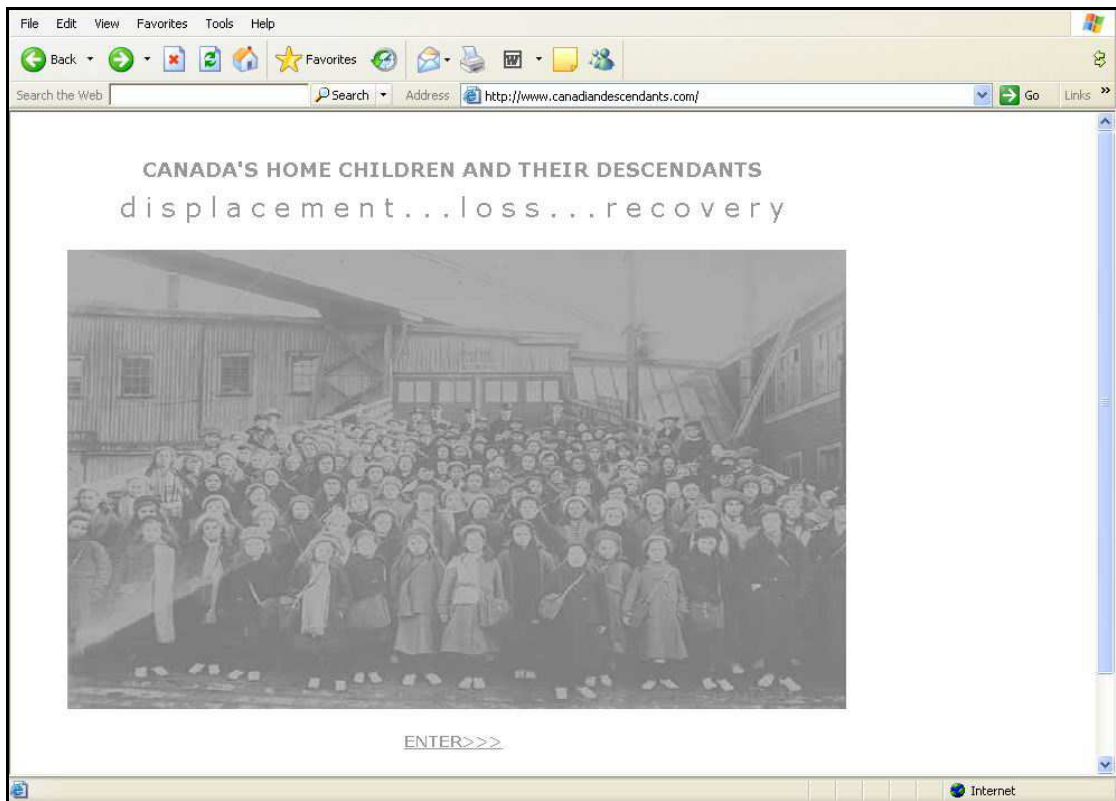 File Edit View Favorites Tools Help
Back Favorites W
Search the Web Search Address http://www.canadiandescendants.com/ Go Links »
CANADA'S HOME CHILDREN AND THEIR DESCENDANTS
displacement...loss...recovery
ENTER>>>
Internet